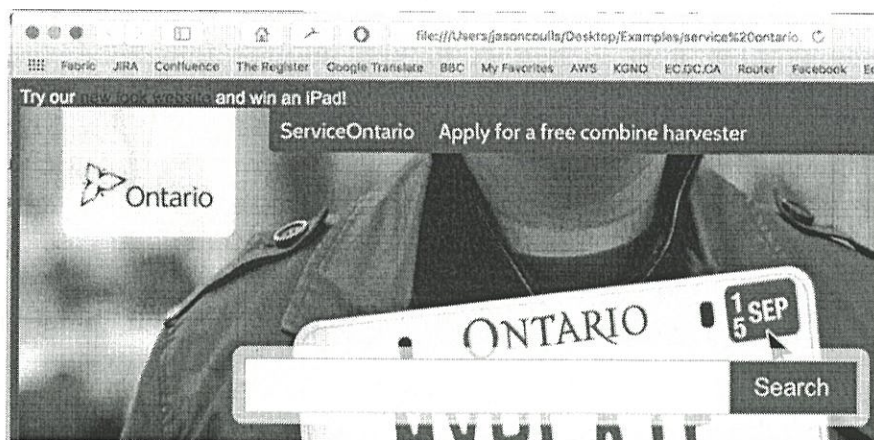 file:///Users/jasoncoulls/Desktop/Examples/service%20ontario.
Fabric JIRA Confluence The Register Google Translate BBC My Favorites AWS KGNO EC.GC.CA Router Facebook
Try our new look website and win an iPad!
ServiceOntario Apply for a free combine harvester
Ontario
ONTARIO
1 5 SEP
Search